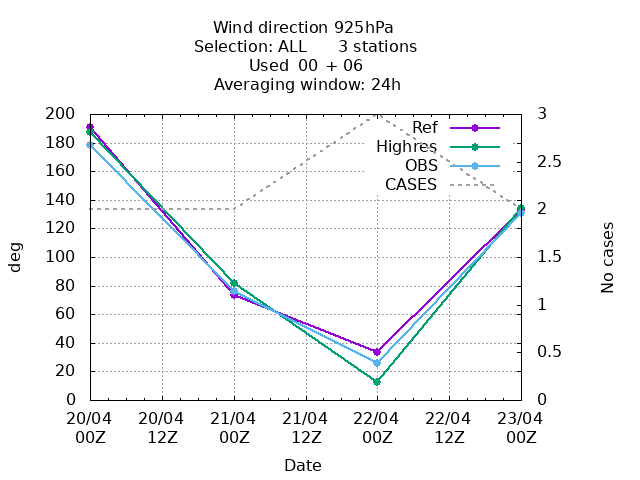 Wind direction 925hPa
Selection: ALL      3 stations
Used  00  + 06
Averaging window: 24h
200
180
160
140
120
100
80
60
40
20
0
deg
3
2.5
2
1.5
1
0.5
0
No cases
Ref
Highres
OBS
CASES
20/04 20/04 21/04 21/04 22/04 22/04 23/04
00Z 12Z 00Z 12Z 00Z 12Z 00Z
Date